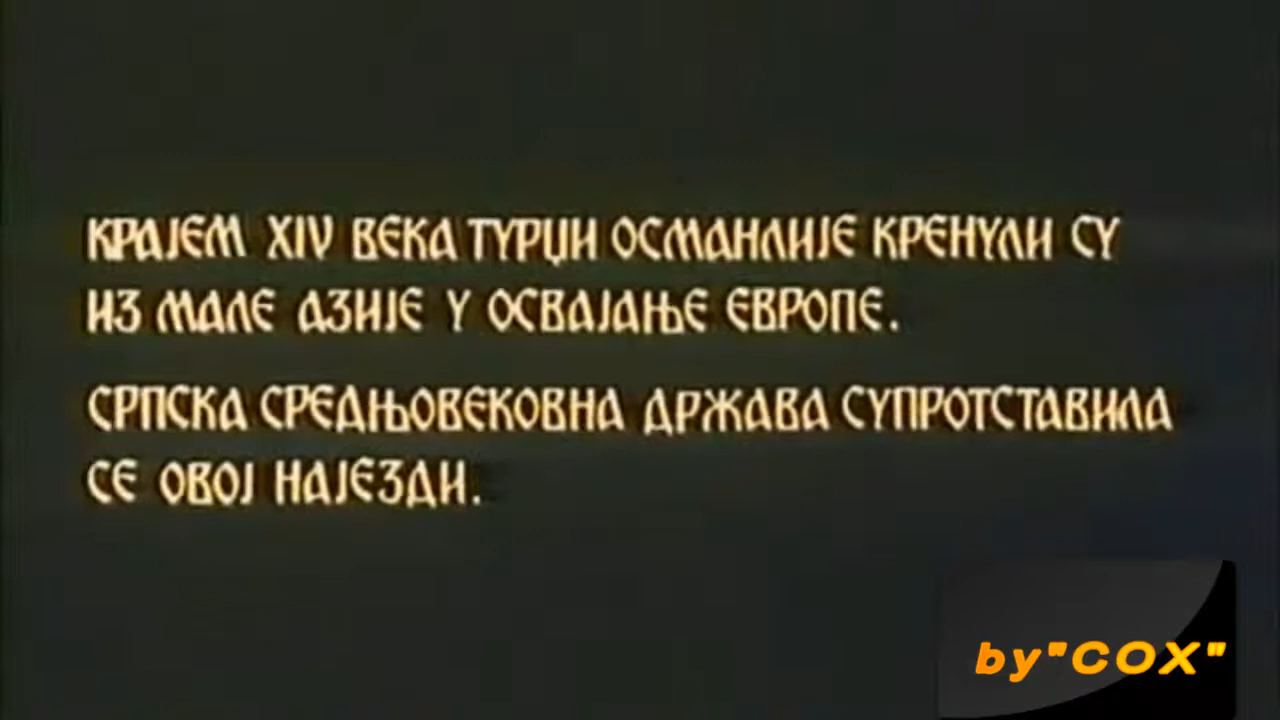 КРАЈЕМ XIV ВЕКА ТУРЦИ ОСМАНЛИЈЕ КРЕНУЛИ СУ
ИЗ МАЛЕ АЗИЈЕ У ОСВАЈАЊЕ ЕВРОПЕ.
СРПСКА СРЕДЊОВЕКОВНА ДРЖАВА СУПРОТСТАВИЛА
СЕ ОВОЈ НАЈЕЗДИ.
by"COX"